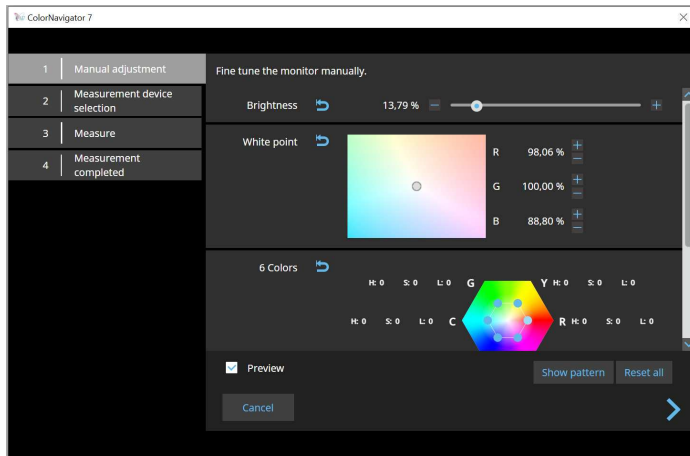 ColorNavigator 7
1 Manual adjustment
2 Measurement device
selection
3 Measure
4 Measurement
completed
Fine tune the monitor manually.
Brightness 13,79 %
White point
R 98,06 %
G 100,00 %
B 88,80 %
6 Colors
H: 0 S: 0 L: 0 G Y H: 0 S: 0 L: 0
H: 0 S: 0 L: 0 C R H: 0 S: 0 L: 0
Preview
Show pattern Reset all
Cancel